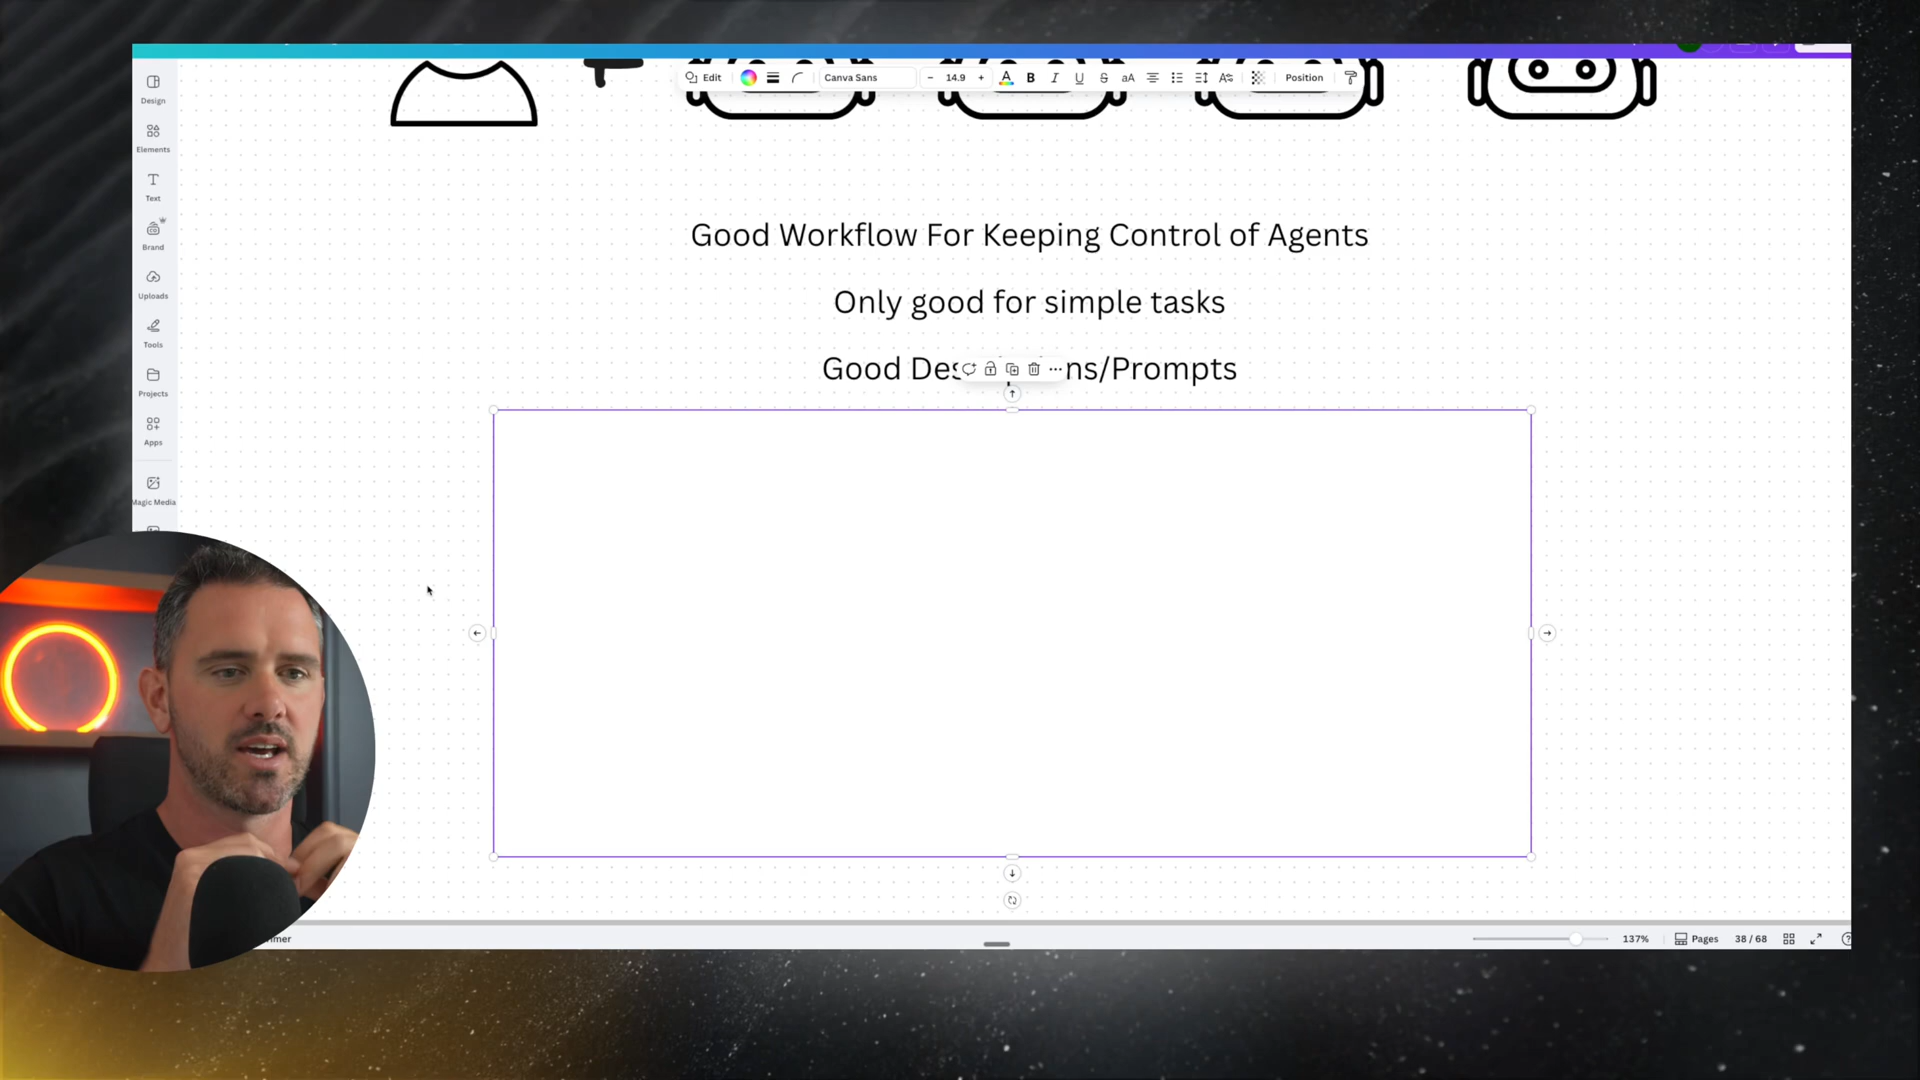 Edit
Canva Sans
– 14.9 +
A B I U S aA
Position
Design
Elements
Text
Brand
Uploads
Tools
Projects
Apps
Magic Media
Good Workflow For Keeping Control of Agents
Only good for simple tasks
Good Des ns/Prompts
137%
Pages
38 / 68